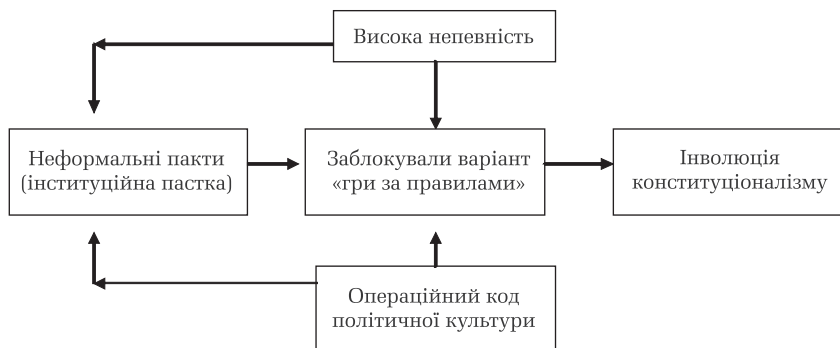 Висока непевність
Неформальні пакти
(інституційна пастка)
Заблокували варіант
«гри за правилами»
Інволюція
конституціоналізму
Операційний код
політичної культури